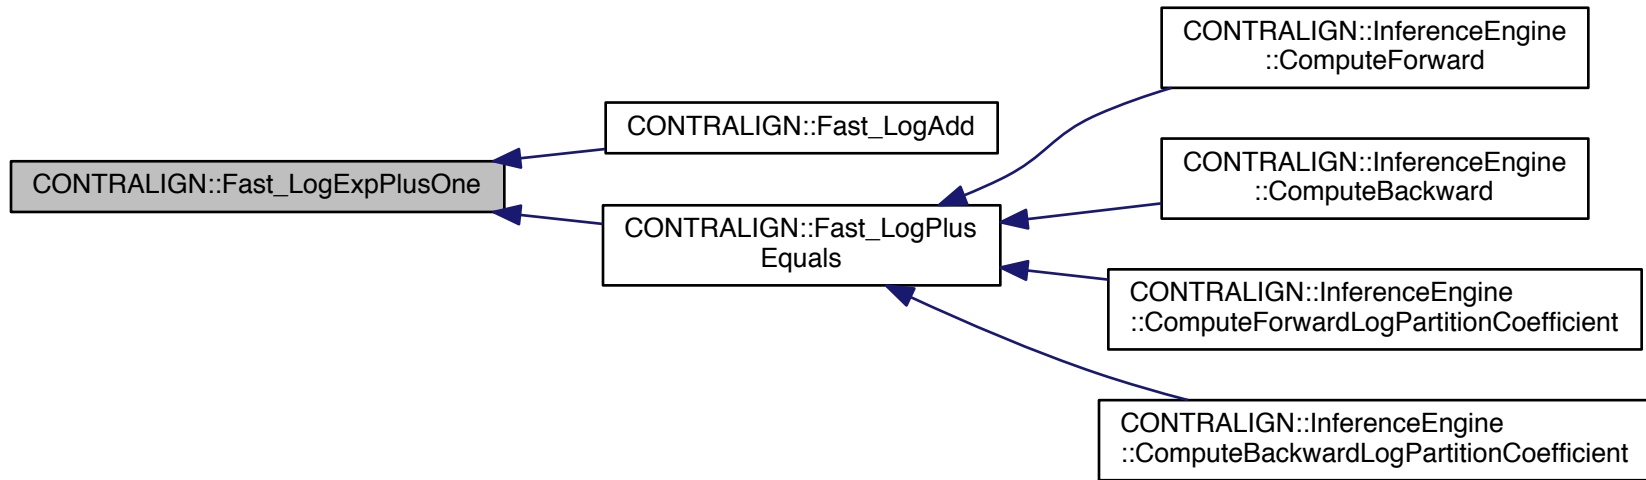 CONTRALIGN::Fast_LogExpPlusOne
CONTRALIGN::Fast_LogAdd
CONTRALIGN::Fast_LogPlus
Equals
CONTRALIGN::InferenceEngine
::ComputeForward
CONTRALIGN::InferenceEngine
::ComputeBackward
CONTRALIGN::InferenceEngine
::ComputeForwardLogPartitionCoefficient
CONTRALIGN::InferenceEngine
::ComputeBackwardLogPartitionCoefficient